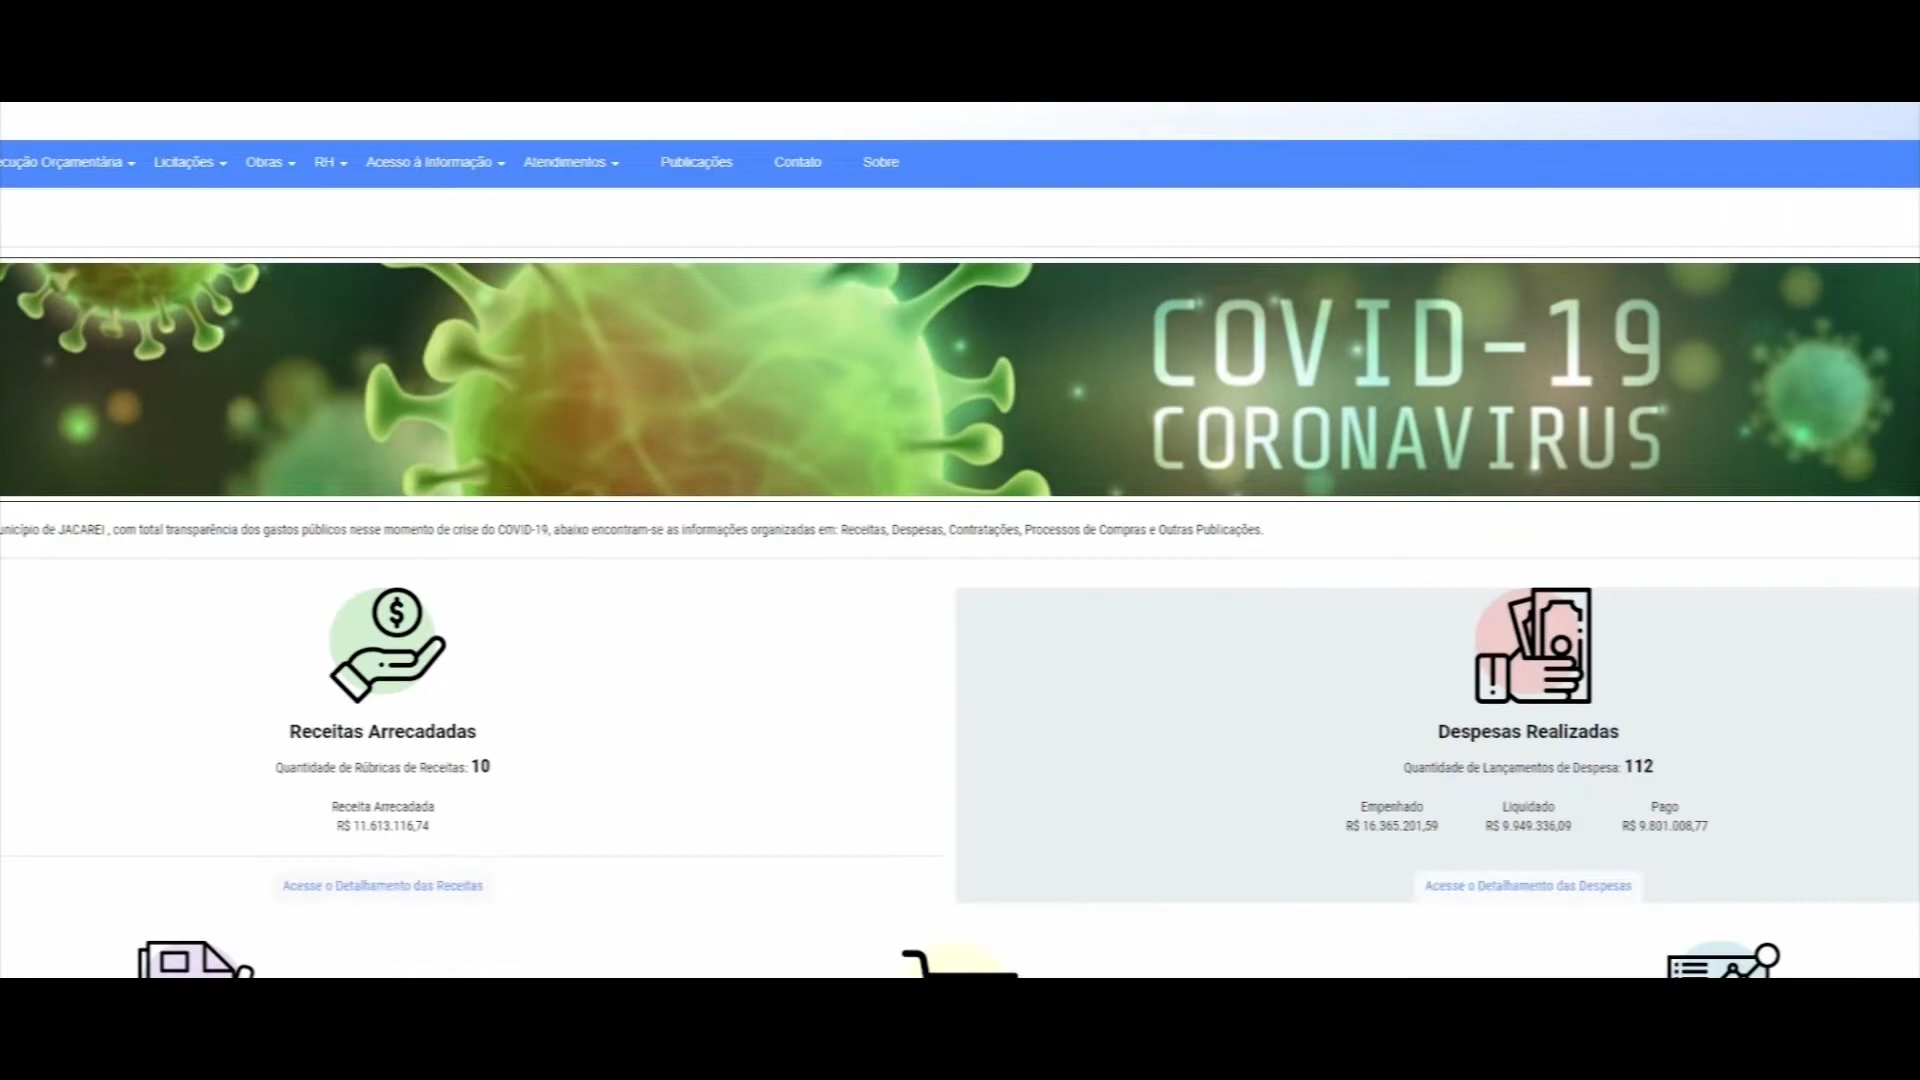 cução Orçamentária Licitações Obras RH Acesso à Informação Atendimentos Publicações Contato Sobre
COVID-19
CORONAVIRUS
unicípio de JACAREI , com total transparência dos gastos públicos nesse momento de crise do COVID-19, abaixo encontram-se as informações organizadas em: Receitas, Despesas, Contratações, Processos de Compras e Outras Publicações.
Receitas Arrecadadas
Quantidade de Rúbricas de Receitas: 10
Receita Arrecadada
R$ 11.613.116,74
Acesse o Detalhamento das Receitas
Despesas Realizadas
Quantidade de Lançamentos de Despesa: 112
Empenhado Liquidado Pago
R$ 16.365.201,59 R$ 9.949.336,09 R$ 9.801.008,77
Acesse o Detalhamento das Despesas